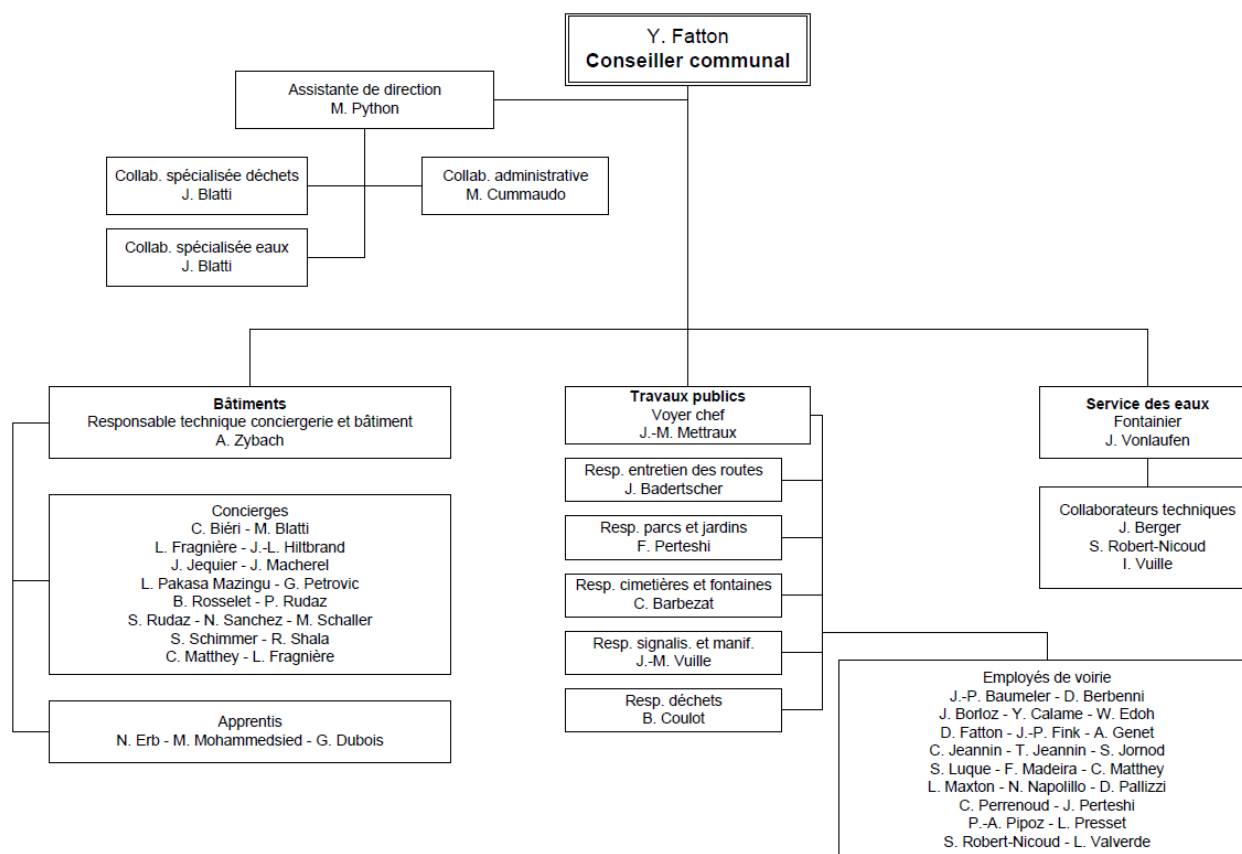 Y. Fatton
Conseiller communal
Assistante de direction
M. Python
Collab. spécialisée déchets
J. Blatti
Collab. administrative
M. Cummaudo
Collab. spécialisée eaux
J. Blatti
Bâtiments
Responsable technique conciergerie et bâtiment
A. Zybach
Concierges
C. Biéri - M. Blatti
L. Fragnière - J.-L. Hiltbrand
J. Jequier - J. Macherel
L. Pakasa Mazingu - G. Petrovic
B. Rosselet - P. Rudaz
S. Rudaz - N. Sanchez - M. Schaller
S. Schimmer - R. Shala
C. Matthey - L. Fragnière
Apprentis
N. Erb - M. Mohammedsied - G. Dubois
Travaux publics
Voyer chef
J.-M. Mettraux
Resp. entretien des routes
J. Badertscher
Resp. parcs et jardins
F. Perteshi
Resp. cimetières et fontaines
C. Barbezat
Resp. signalis. et manif.
J.-M. Vuille
Resp. déchets
B. Coulot
Service des eaux
Fontainier
J. Vonlaufen
Collaborateurs techniques
J. Berger
S. Robert-Nicoud
I. Vuille
Employés de voirie
J.-P. Baumeler - D. Berbenni
J. Borloz - Y. Calame - W. Edoh
D. Fatton - J.-P. Fink - A. Genet
C. Jeannin - T. Jeannin - S. Jornod
S. Luque - F. Madeira - C. Matthey
L. Maxton - N. Napolillo - D. Pallizzi
C. Perrenoud - J. Perteshi
P.-A. Pipoz - L. Presset
S. Robert-Nicoud - L. Valverde